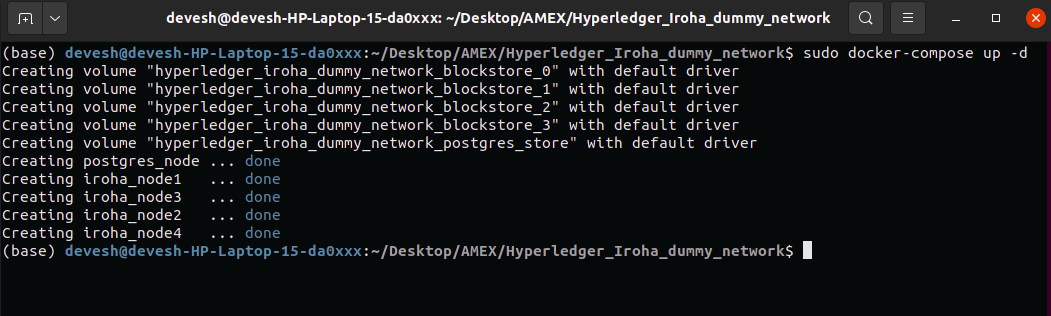 devesh@devesh-HP-Laptop-15-da0xxx: ~/Desktop/AMEX/Hyperledger_Iroha_dummy_network
(base) devesh@devesh-HP-Laptop-15-da0xxx:~/Desktop/AMEX/Hyperledger_Iroha_dummy_network$ sudo docker-compose up -d
Creating volume "hyperledger_iroha_dummy_network_blockstore_0" with default driver
Creating volume "hyperledger_iroha_dummy_network_blockstore_1" with default driver
Creating volume "hyperledger_iroha_dummy_network_blockstore_2" with default driver
Creating volume "hyperledger_iroha_dummy_network_blockstore_3" with default driver
Creating volume "hyperledger_iroha_dummy_network_postgres_store" with default driver
Creating postgres_node ... done
Creating iroha_node1   ... done
Creating iroha_node3   ... done
Creating iroha_node2   ... done
Creating iroha_node4   ... done
(base) devesh@devesh-HP-Laptop-15-da0xxx:~/Desktop/AMEX/Hyperledger_Iroha_dummy_network$